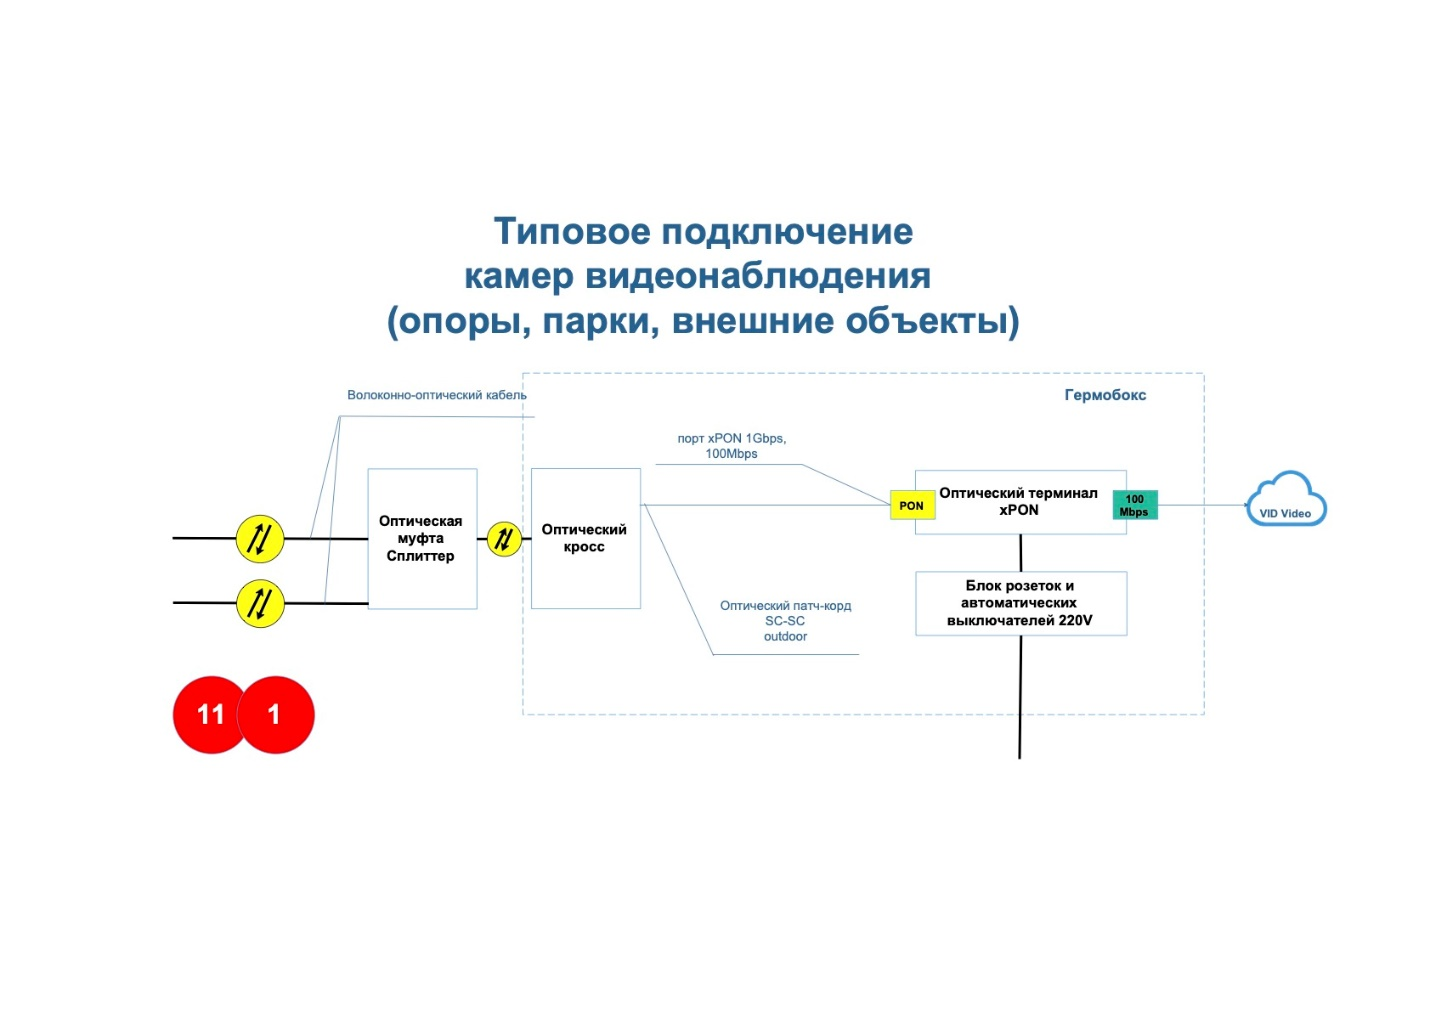 Типовое подключение
камер видеонаблюдения
(опоры, парки, внешние объекты)
Волоконно-оптический кабель
Гермобокс
порт xPON 1Gbps,
100Mbps
Оптическая
муфта
Сплиттер
Оптический
кросс
PON
Оптический терминал
xPON
100
Mbps
VID Video
Блок розеток и
автоматических
выключателей 220V
Оптический патч-корд
SC-SC
outdoor
11
1